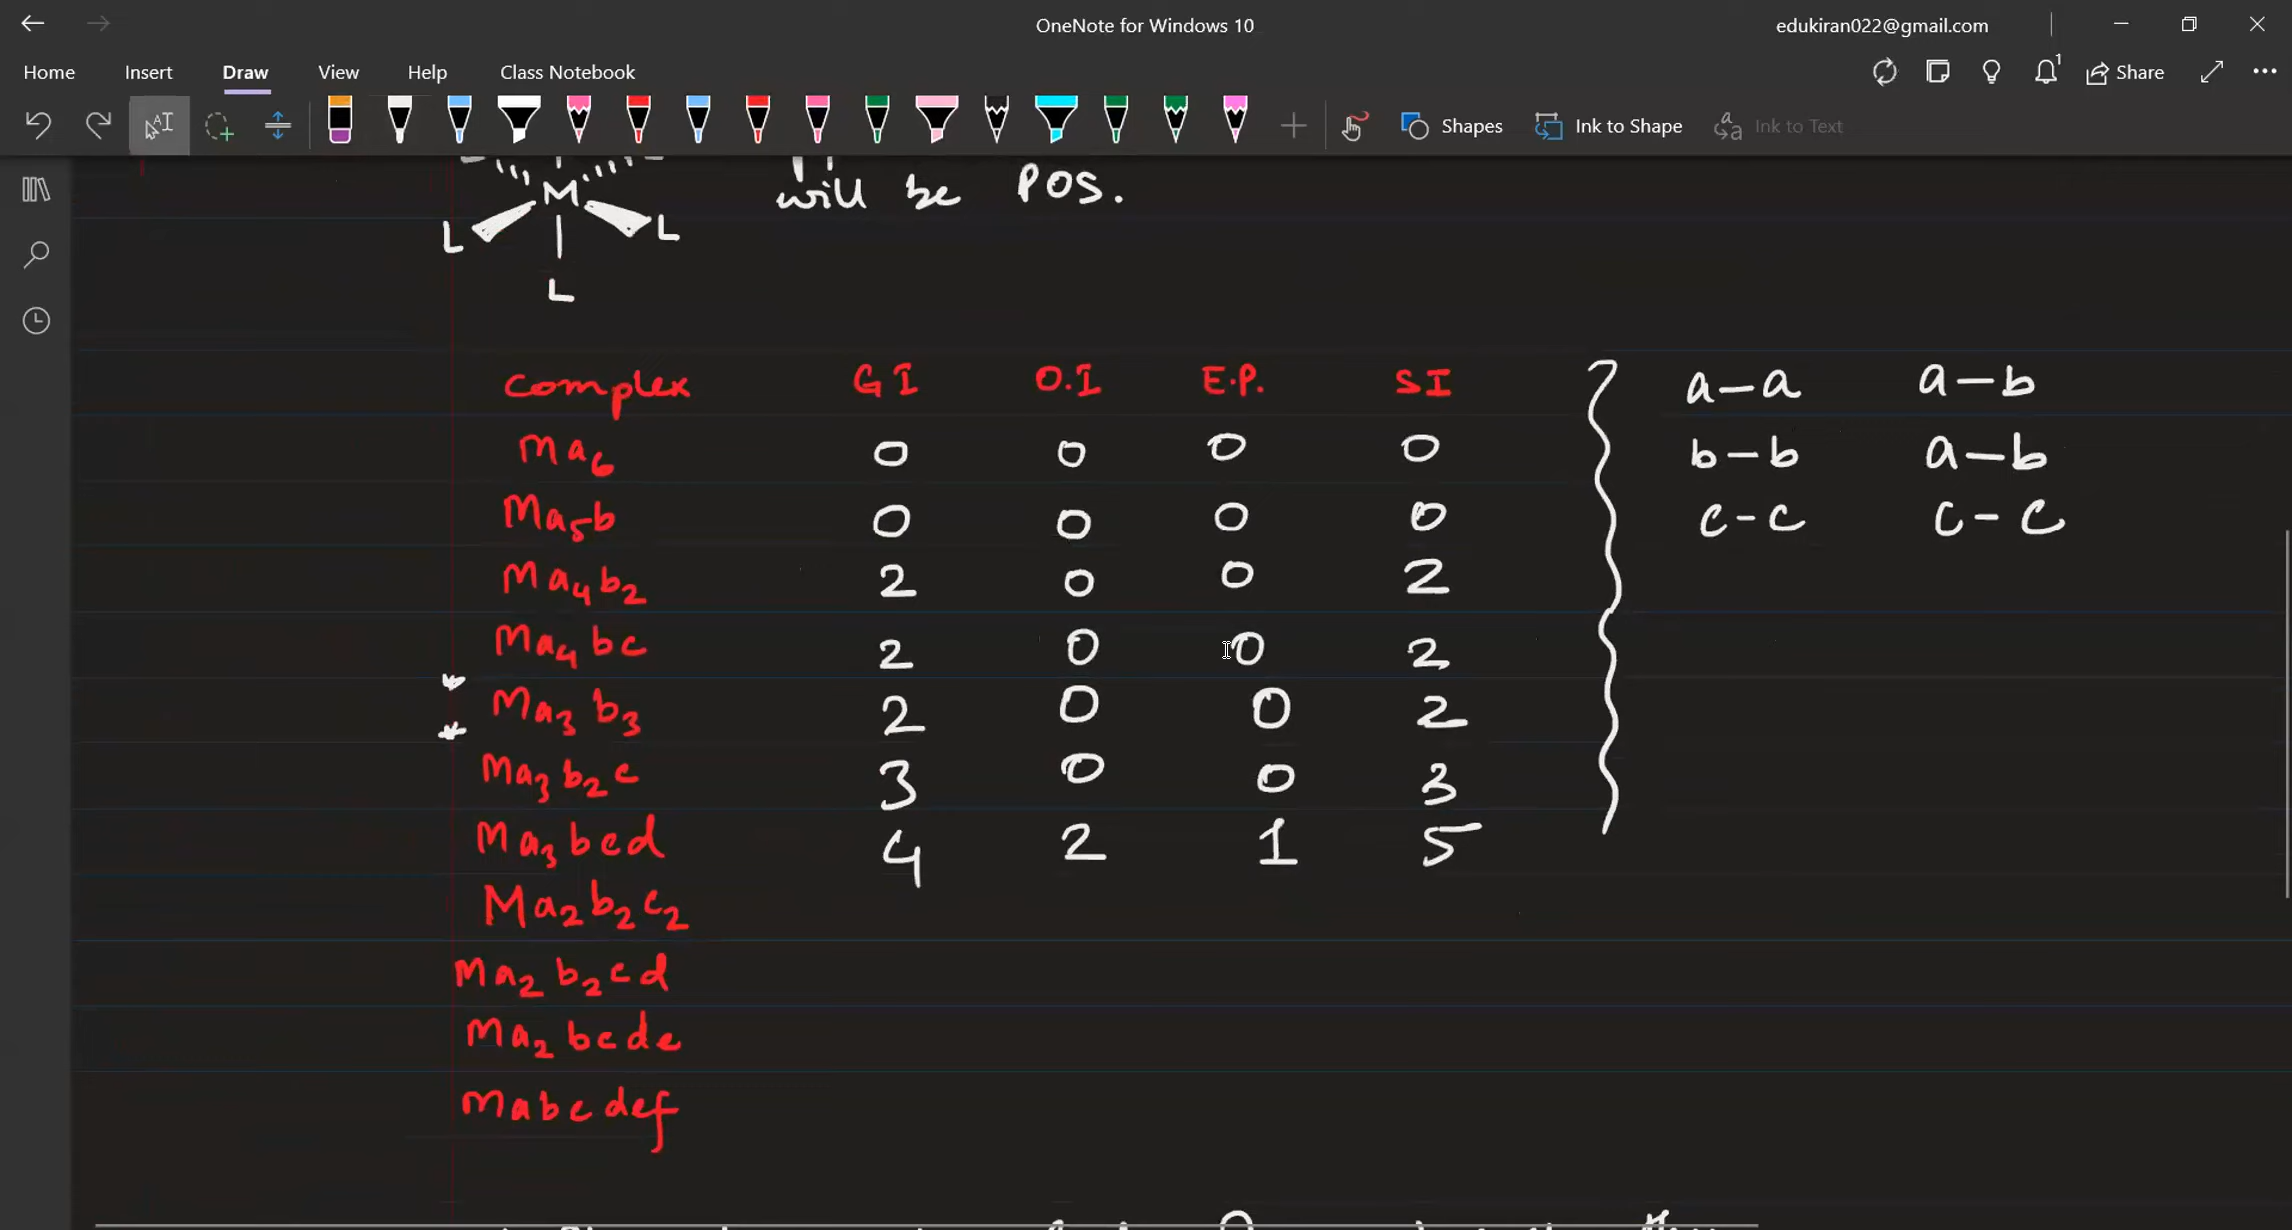 OneNote for Windows 10
edukiran022@gmail.com
Home Insert Draw View Help Class Notebook
1
Share
Shapes Ink to Shape Ink to Text
M
will be POS.
L L
L
Complex GI O.I E.P. SI
Ma6 0 0 0 0
Ma5b 0 0 0 0
Ma4b2 2 0 0 2
Ma4bc 2 0 0 2
Ma3b3 2 0 0 2
Ma3b2c 3 0 0 3
Ma3bcd 4 2 1 5
Ma2b2c2
Ma2b2cd
Ma2bcde
Mabcdef
a-a a-b
b-b a-b
c-c c-c